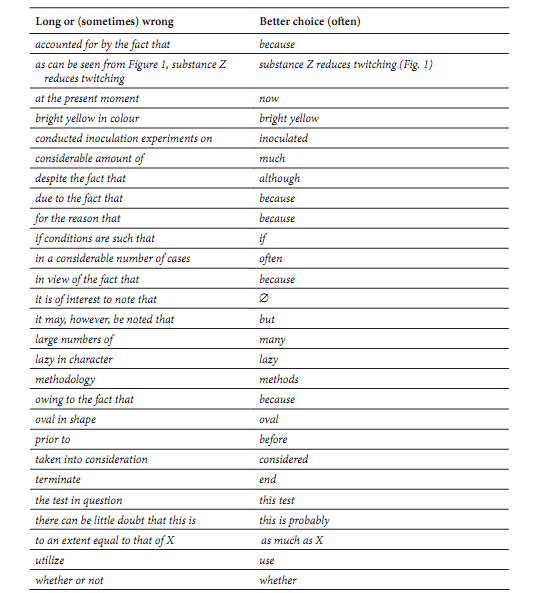 Long or (sometimes) wrong Better choice (often)
accounted for by the fact that because
as can be seen from Figure 1, substance Z substance Z reduces twitching (Fig. 1)
reduces twitching
at the present moment now
bright yellow in colour bright yellow
conducted inoculation experiments on inoculated
considerable amount of much
despite the fact that although
due to the fact that because
for the reason that because
if conditions are such that if
in a considerable number of cases often
in view of the fact that because
it is of interest to note that ∅
it may, however, be noted that but
large numbers of many
lazy in character lazy
methodology methods
owing to the fact that because
oval in shape oval
prior to before
taken into consideration considered
terminate end
the test in question this test
there can be little doubt that this is this is probably
to an extent equal to that of X as much as X
utilize use
whether or not whether